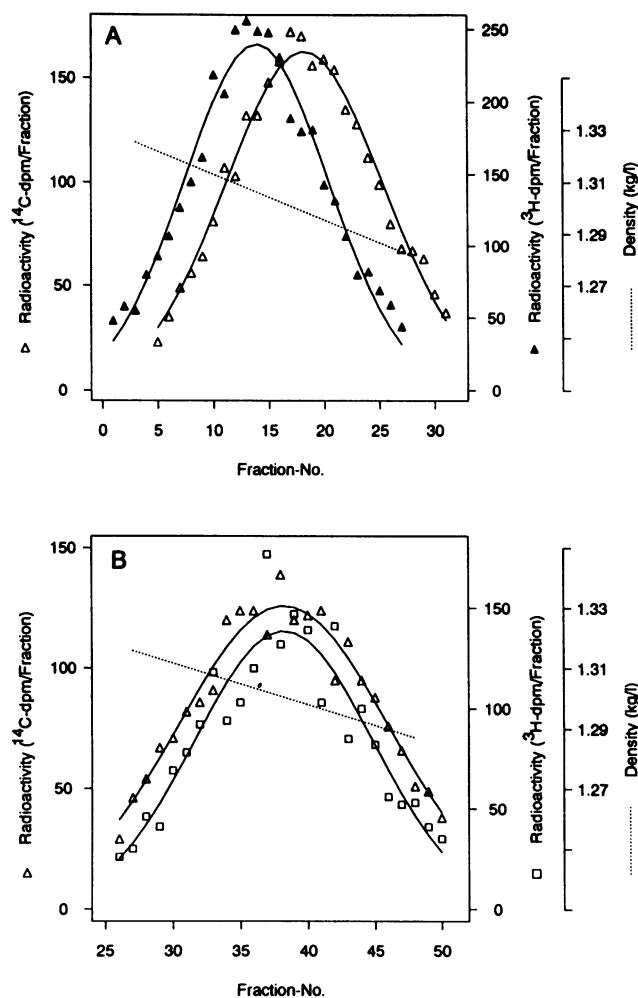 A
150
100
50
0
△ Radioactivity (¹⁴C-dpm/Fraction)
250
200
150
100
50
0
▲ Radioactivity (³H-dpm/Fraction)
1.33
1.31
1.29
1.27
Density (kg/l)
0 5 10 15 20 25 30
Fraction-No.
B
150
100
50
0
△ Radioactivity (¹⁴C-dpm/Fraction)
150
100
50
0
□ Radioactivity (³H-dpm/Fraction)
1.33
1.31
1.29
1.27
Density (kg/l)
25 30 35 40 45 50
Fraction-No.